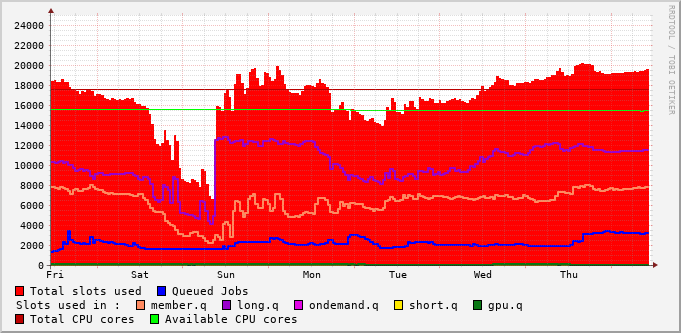 24000
22000
20000
18000
16000
14000
12000
10000
8000
6000
4000
2000
0
Fri Sat Sun Mon Tue Wed Thu
RRDTOOL / TOBI OETIKER
Total slots used Queued Jobs
Slots used in : member.q long.q ondemand.q short.q gpu.q
Total CPU cores Available CPU cores